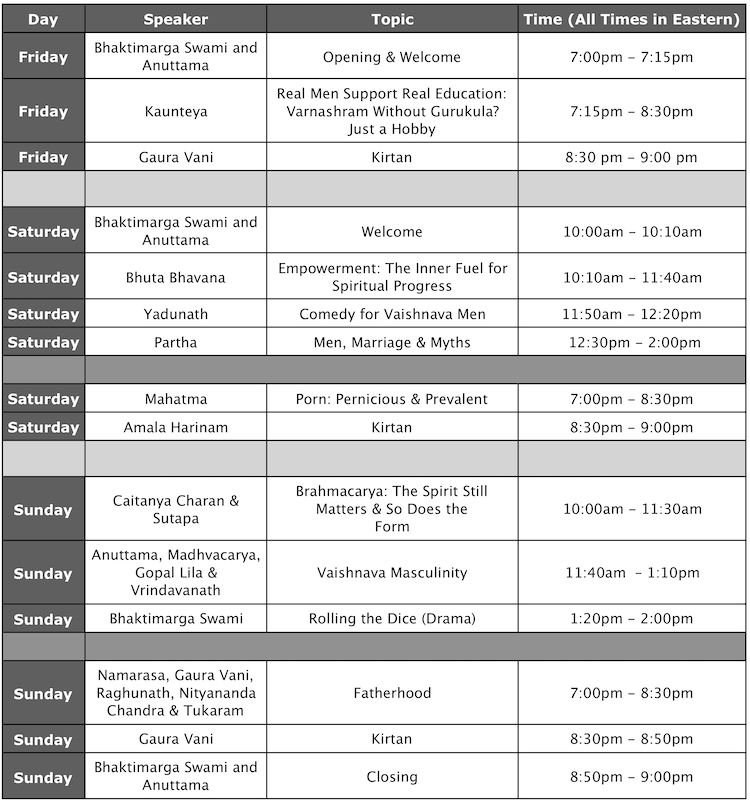 Day Speaker Topic Time (All Times in Eastern)
Friday Bhaktimarga Swami and Anuttama Opening & Welcome 7:00pm – 7:15pm
Friday Kaunteya Real Men Support Real Education: Varnashram Without Gurukula? Just a Hobby 7:15pm – 8:30pm
Friday Gaura Vani Kirtan 8:30 pm – 9:00 pm
Saturday Bhaktimarga Swami and Anuttama Welcome 10:00am – 10:10am
Saturday Bhuta Bhavana Empowerment: The Inner Fuel for Spiritual Progress 10:10am – 11:40am
Saturday Yadunath Comedy for Vaishnava Men 11:50am – 12:20pm
Saturday Partha Men, Marriage & Myths 12:30pm – 2:00pm
Saturday Mahatma Porn: Pernicious & Prevalent 7:00pm – 8:30pm
Saturday Amala Harinam Kirtan 8:30pm – 9:00pm
Sunday Caitanya Charan & Sutapa Brahmacarya: The Spirit Still Matters & So Does the Form 10:00am – 11:30am
Sunday Anuttama, Madhvacarya, Gopal Lila & Vrindavanath Vaishnava Masculinity 11:40am – 1:10pm
Sunday Bhaktimarga Swami Rolling the Dice (Drama) 1:20pm – 2:00pm
Sunday Namarasa, Gaura Vani, Raghunath, Nityananda Chandra & Tukaram Fatherhood 7:00pm – 8:30pm
Sunday Gaura Vani Kirtan 8:30pm – 8:50pm
Sunday Bhaktimarga Swami and Anuttama Closing 8:50pm – 9:00pm